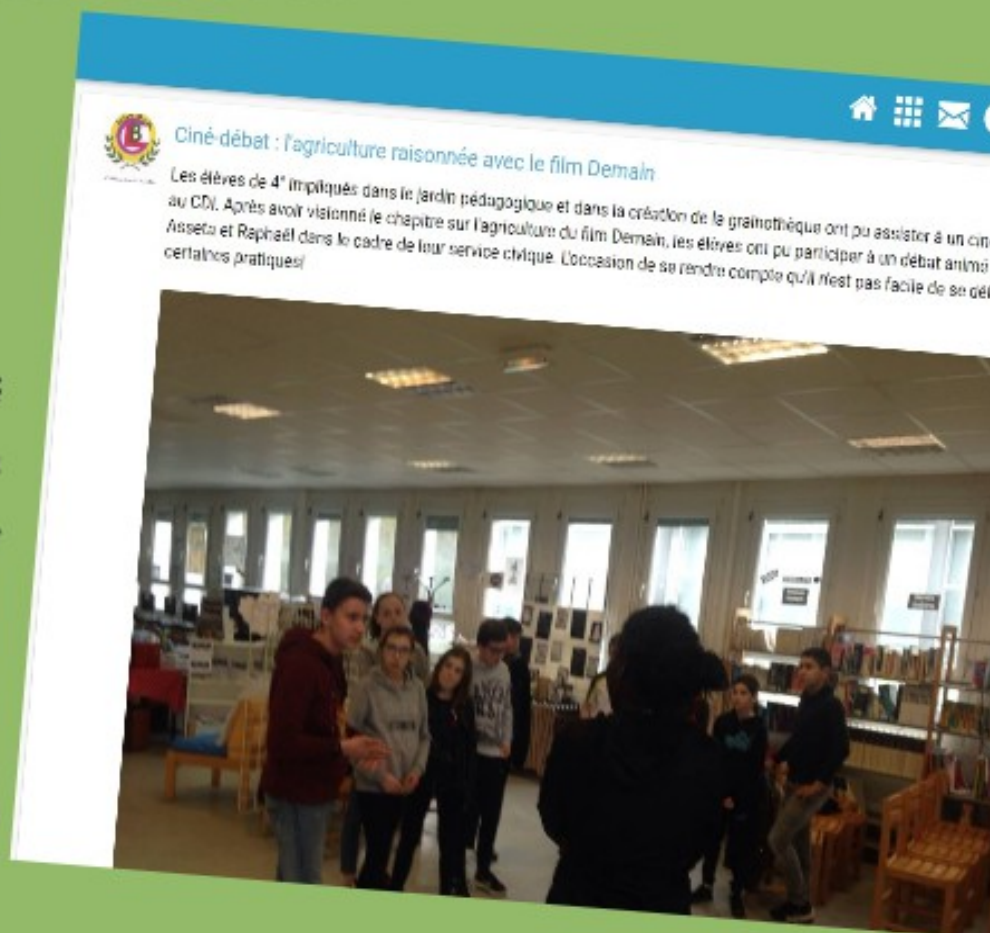 Ciné-débat : l'agriculture raisonnée avec le film Demain
Les élèves de 4e impliqués dans le jardin pédagogique et dans la création de la grainothèque ont pu assister à un cin
au CDI. Après avoir visionné le chapitre sur l'agriculture du film Demain, les élèves ont pu participer à un débat animé
Asseta et Raphaël dans le cadre de leur service civique. L'occasion de se rendre compte qu'il n'est pas facile de se dé
certaines pratiques!